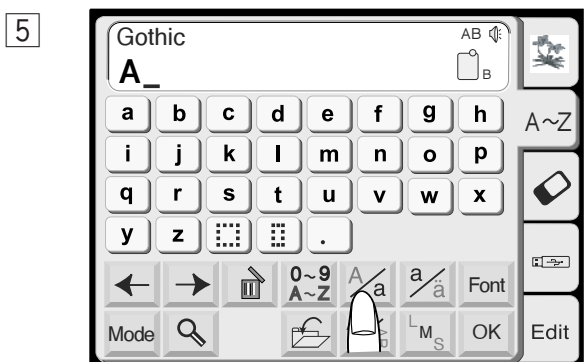 5
Gothic
AB
A_
B
a b c d e f g h
A~Z
i j k l m n o p
q r s t u v w x
y z .
0~9
A~Z
A/a
a/ä
Font
Mode
L M S
OK
Edit